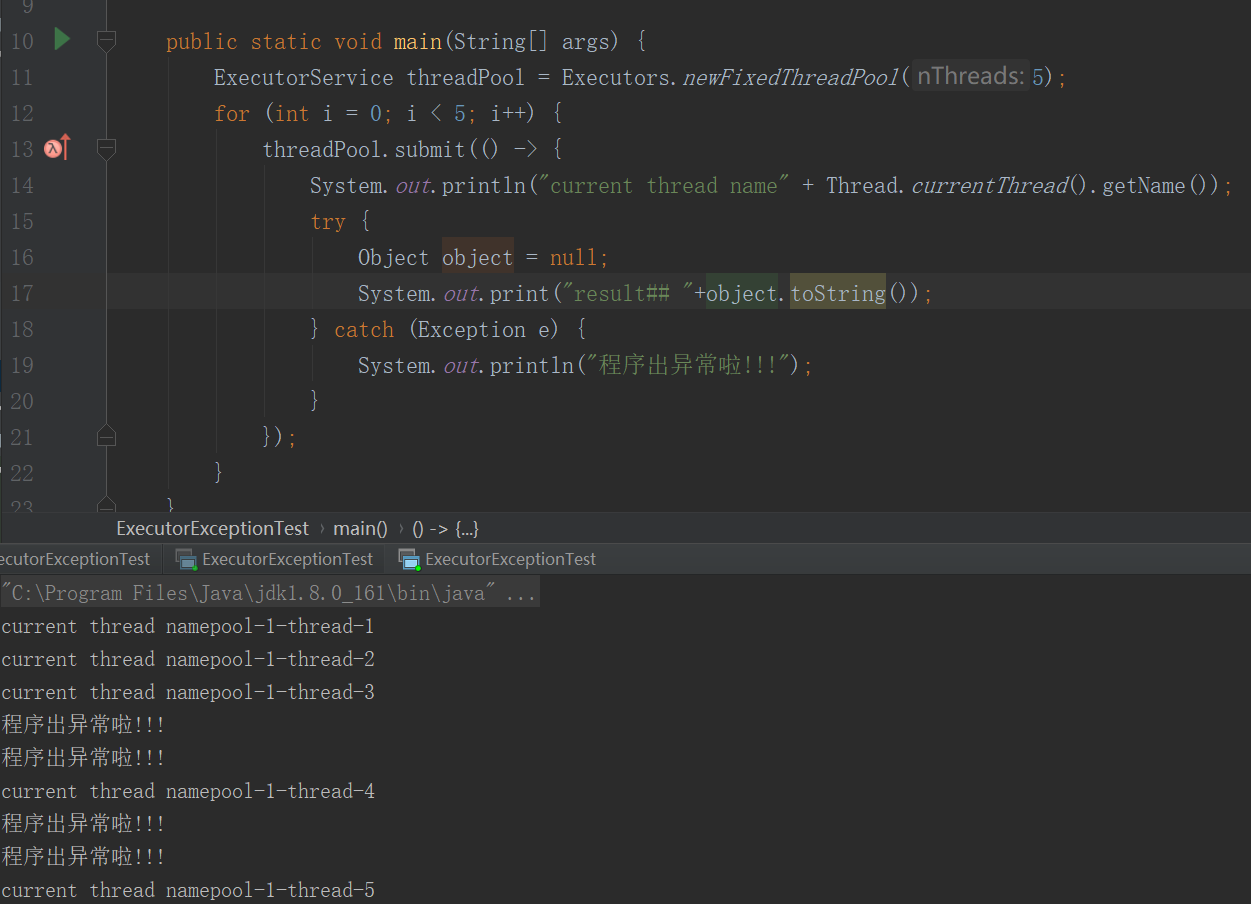 9
10 public static void main(String[] args) {
11 ExecutorService threadPool = Executors.newFixedThreadPool( nThreads: 5);
12 for (int i = 0; i < 5; i++) {
13 threadPool.submit(() -> {
14 System.out.println("current thread name" + Thread.currentThread().getName());
15 try {
16 Object object = null;
17 System.out.print("result## "+object.toString());
18 } catch (Exception e) {
19 System.out.println("程序出异常啦!!!");
20 }
21 });
22 }
23 }
ExecutorExceptionTest › main() › () -> {...}
ecutorExceptionTest ExecutorExceptionTest ExecutorExceptionTest
"C:\Program Files\Java\jdk1.8.0_161\bin\java" ...
current thread namepool-1-thread-1
current thread namepool-1-thread-2
current thread namepool-1-thread-3
程序出异常啦!!!
程序出异常啦!!!
current thread namepool-1-thread-4
程序出异常啦!!!
程序出异常啦!!!
current thread namepool-1-thread-5